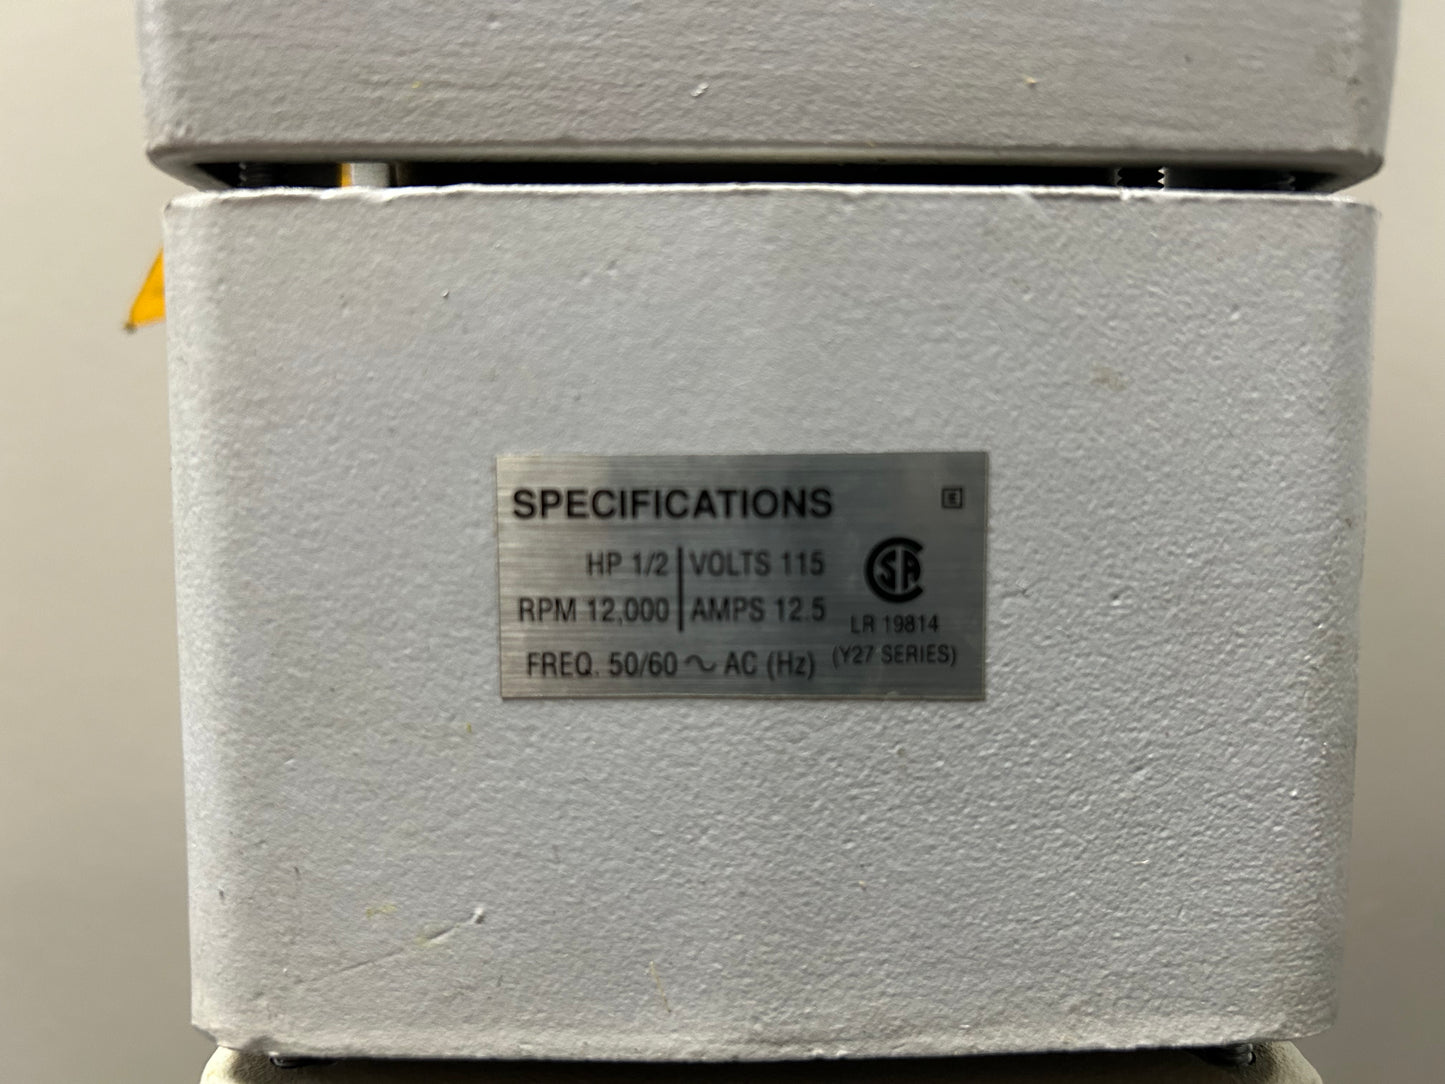 SPECIFICATIONS
E
HP 1/2 | VOLTS 115
RPM 12,000 | AMPS 12.5
FREQ. 50/60 ~ AC (Hz)
SA
LR 19814
(Y27 SERIES)